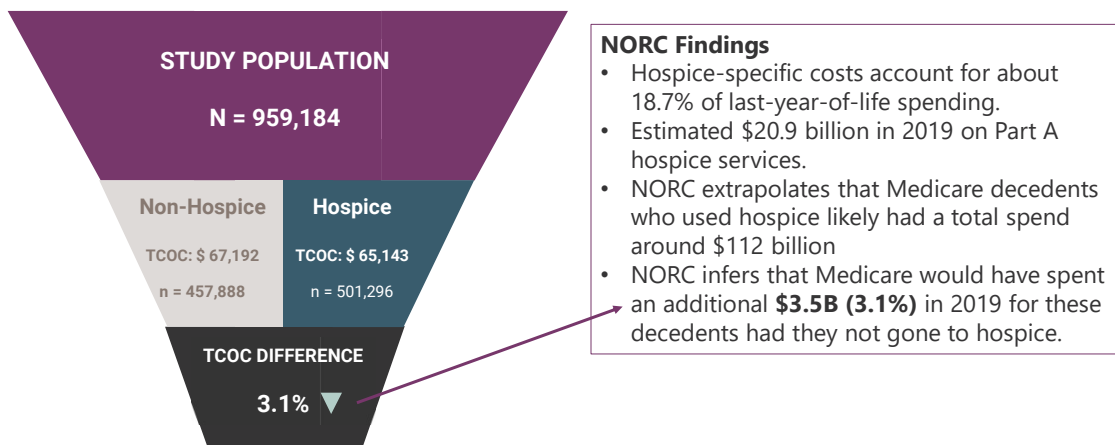 STUDY POPULATION
N = 959,184
Non-Hospice
TCOC: $ 67,192
n = 457,888
Hospice
TCOC: $ 65,143
n = 501,296
TCOC DIFFERENCE
3.1%
NORC Findings
• Hospice-specific costs account for about
18.7% of last-year-of-life spending.
• Estimated $20.9 billion in 2019 on Part A
hospice services.
• NORC extrapolates that Medicare decedents
who used hospice likely had a total spend
around $112 billion
• NORC infers that Medicare would have spent
an additional $3.5B (3.1%) in 2019 for these
decedents had they not gone to hospice.